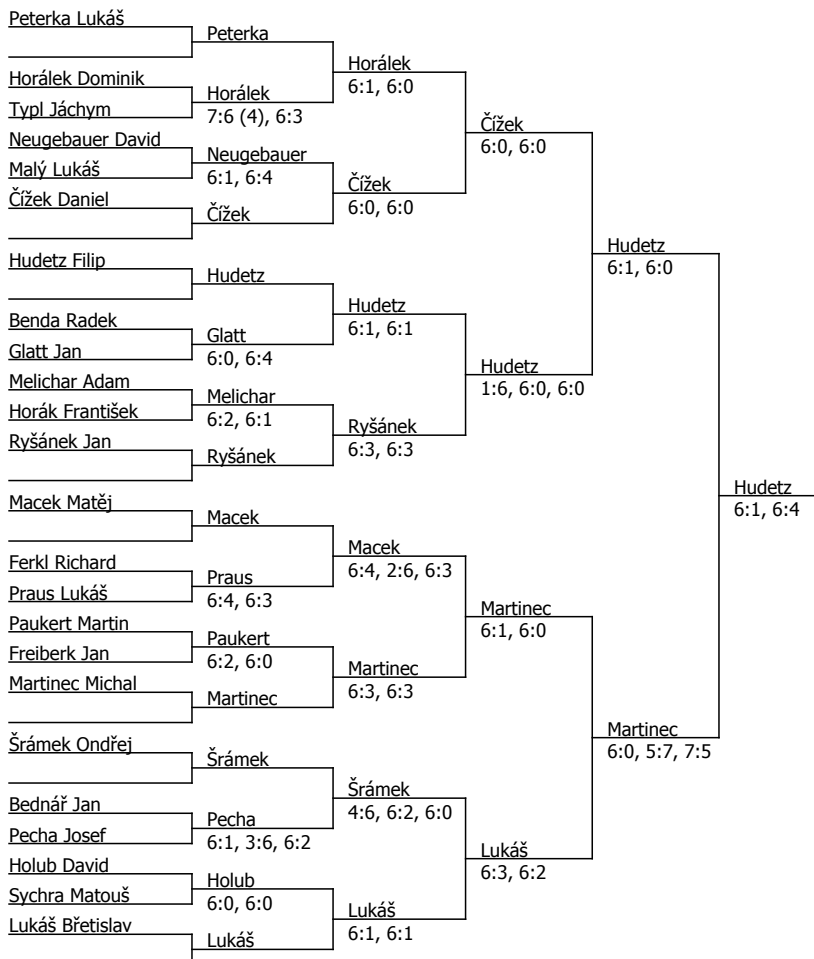 Peterka Lukáš
Peterka
Horálek
6:1, 6:0
Horálek Dominik
Horálek
7:6 (4), 6:3
Typl Jáchym
Čížek
6:0, 6:0
Neugebauer David
Neugebauer
6:1, 6:4
Malý Lukáš
Čížek
6:0, 6:0
Čížek Daniel
Čížek
Hudetz
6:1, 6:0
Hudetz Filip
Hudetz
Hudetz
6:1, 6:1
Benda Radek
Glatt
6:0, 6:4
Glatt Jan
Hudetz
1:6, 6:0, 6:0
Melichar Adam
Melichar
6:2, 6:1
Horák František
Ryšánek
6:3, 6:3
Ryšánek Jan
Ryšánek
Hudetz
6:1, 6:4
Macek Matěj
Macek
Macek
6:4, 2:6, 6:3
Ferkl Richard
Praus
6:4, 6:3
Praus Lukáš
Martinec
6:1, 6:0
Paukert Martin
Paukert
6:2, 6:0
Freiberk Jan
Martinec
6:3, 6:3
Martinec Michal
Martinec
Martinec
6:0, 5:7, 7:5
Šrámek Ondřej
Šrámek
Šrámek
4:6, 6:2, 6:0
Bednář Jan
Pecha
6:1, 3:6, 6:2
Pecha Josef
Lukáš
6:3, 6:2
Holub David
Holub
6:0, 6:0
Sychra Matouš
Lukáš
6:1, 6:1
Lukáš Břetislav
Lukáš